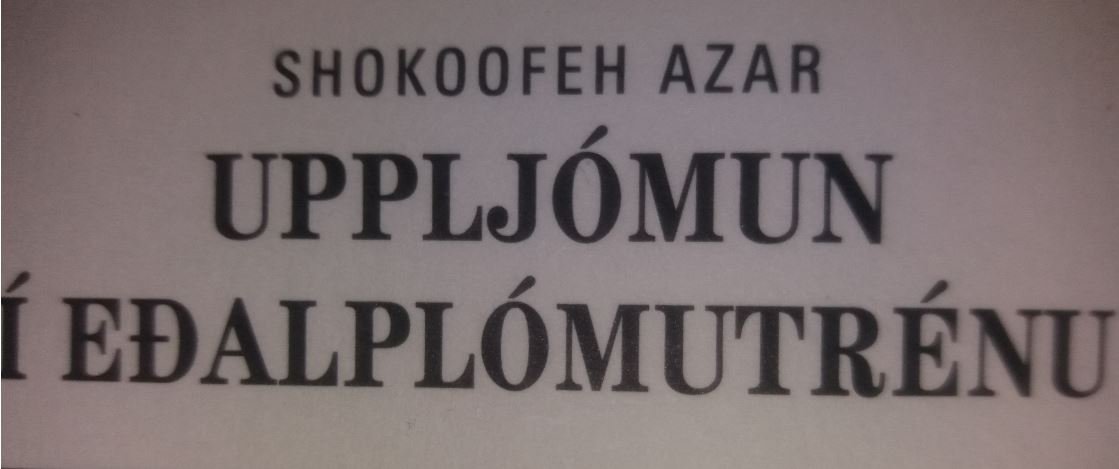 SHOKOOFEH AZAR
UPPLJÓMUN
Í EÐALPLÓMUTRÉNU